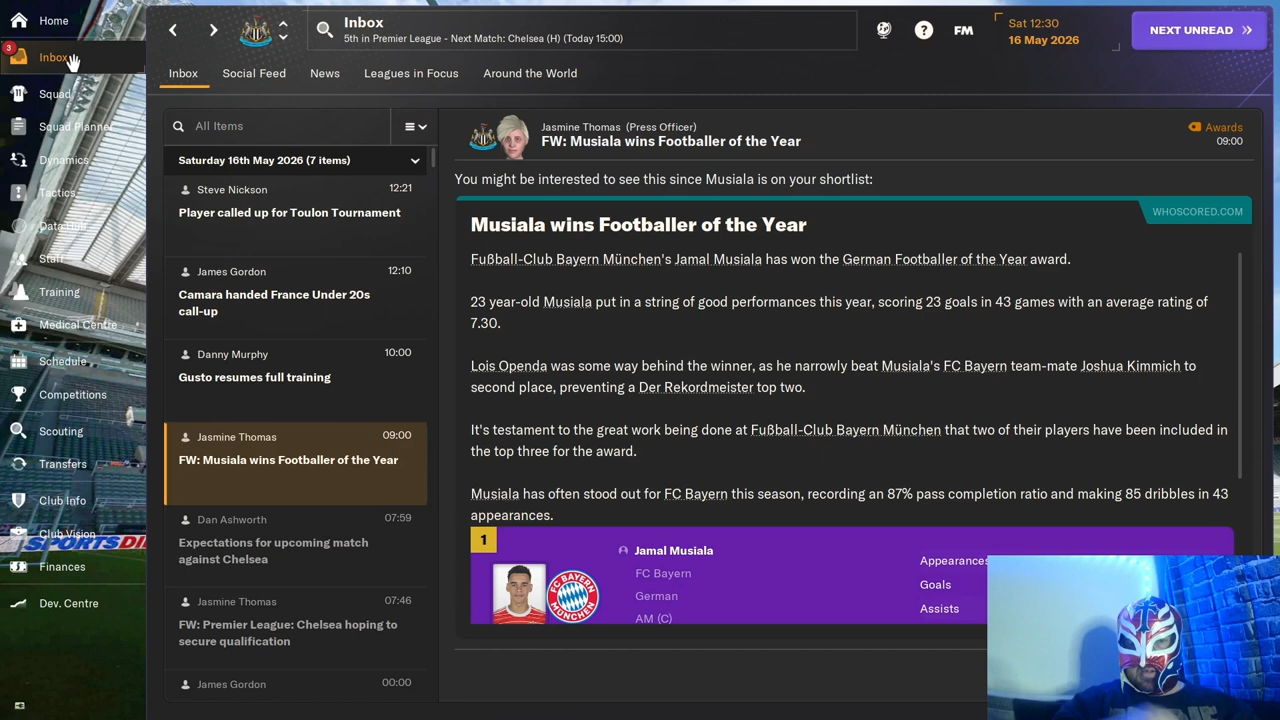 Home
3
Inbox
Squad
Squad Planner
Dynamics
Tactics
Data Hub
Staff
Training
Medical Centre
Schedule
Competitions
Scouting
Transfers
Club Info
Club Vision
SPORTS DI
Finances
Dev. Centre
Inbox
5th in Premier League - Next Match: Chelsea (H) (Today 15:00)
?
FM
Sat 12:30
16 May 2026
NEXT UNREAD
Inbox
Social Feed
News
Leagues in Focus
Around the World
All Items
Saturday 16th May 2026 (7 items)
Steve Nickson
12:21
Player called up for Toulon Tournament
James Gordon
12:10
Camara handed France Under 20s
call-up
Danny Murphy
10:00
Gusto resumes full training
Jasmine Thomas
09:00
FW: Musiala wins Footballer of the Year
Dan Ashworth
07:59
Expectations for upcoming match
against Chelsea
Jasmine Thomas
07:46
FW: Premier League: Chelsea hoping to
secure qualification
James Gordon
00:00
Jasmine Thomas (Press Officer)
FW: Musiala wins Footballer of the Year
Awards
09:00
You might be interested to see this since Musiala is on your shortlist:
WHOSCORED.COM
Musiala wins Footballer of the Year
Fußball-Club Bayern München's Jamal Musiala has won the German Footballer of the Year award.
23 year-old Musiala put in a string of good performances this year, scoring 23 goals in 43 games with an average rating of
7.30.
Lois Openda was some way behind the winner, as he narrowly beat Musiala's FC Bayern team-mate Joshua Kimmich to
second place, preventing a Der Rekordmeister top two.
It's testament to the great work being done at Fußball-Club Bayern München that two of their players have been included in
the top three for the award.
Musiala has often stood out for FC Bayern this season, recording an 87% pass completion ratio and making 85 dribbles in 43
appearances.
1
Jamal Musiala
FC Bayern
German
AM (C)
FC BAYERN
MÜNCHEN
Appearances
Goals
Assists